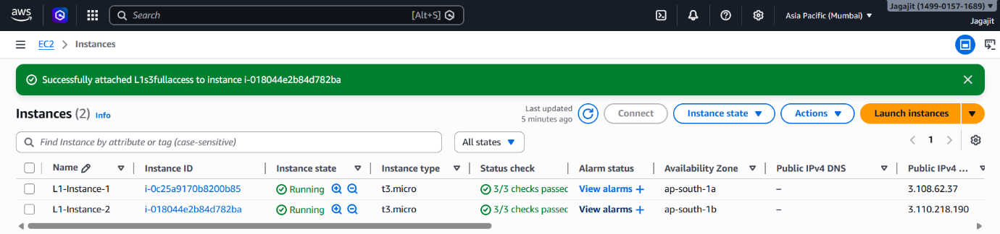 aws
Search [Alt+S] Asia Pacific (Mumbai) Jagajit (1499-0157-1689)
Jagajit
EC2 Instances
Successfully attached L1s3fullaccess to instance i-018044e2b84d782ba
Instances (2) Info Last updated 5 minutes ago Connect Instance state Actions Launch instances
Find Instance by attribute or tag (case-sensitive) All states 1
Name Instance ID Instance state Instance type Status check Alarm status Availability Zone Public IPv4 DNS Public IPv4 ...
L1-Instance-1 i-0c25a9170b8200b85 Running t3.micro 3/3 checks passec View alarms + ap-south-1a – 3.108.62.37
L1-Instance-2 i-018044e2b84d782ba Running t3.micro 3/3 checks passec View alarms + ap-south-1b – 3.110.218.190